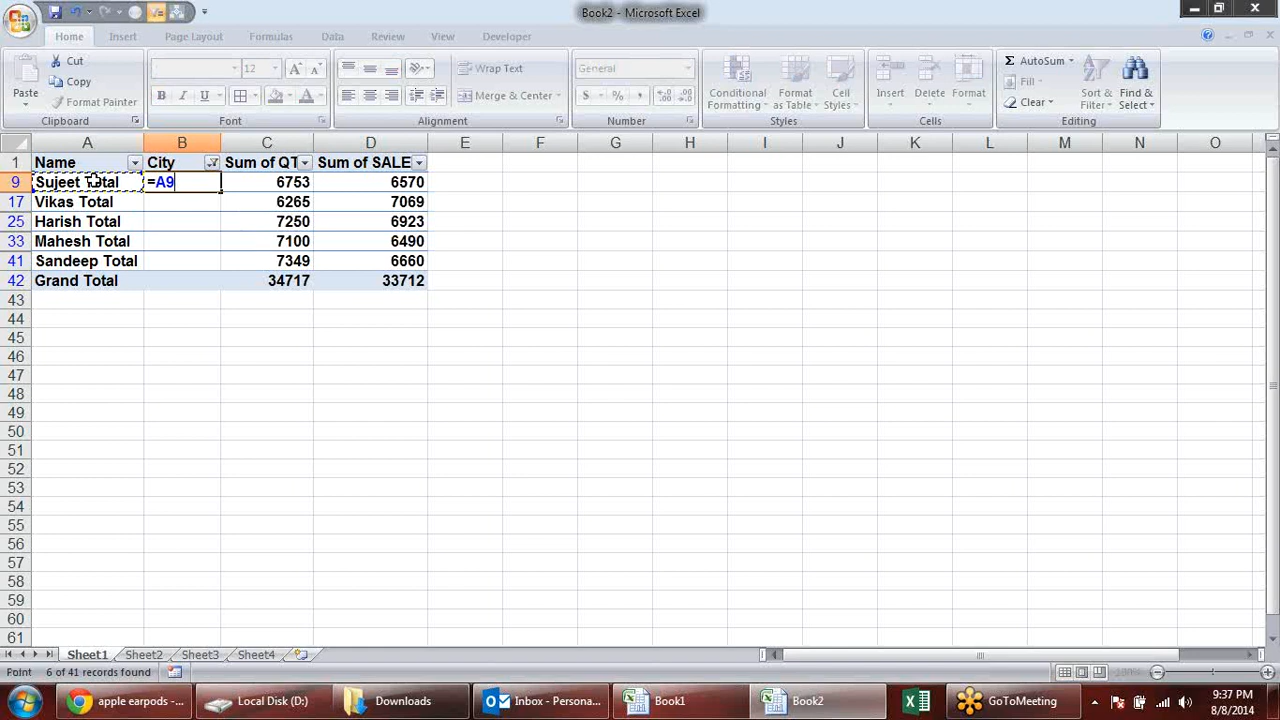 Book2 - Microsoft Excel
Home Insert Page Layout Formulas Data Review View Developer
Paste Cut Copy Format Painter
12 A A Wrap Text General
B I U A Merge & Center $ % ,
Conditional Formatting Format as Table Cell Styles
Insert Delete Format
Σ AutoSum Fill Clear
Sort & Filter Find & Select
Clipboard Font Alignment Number Styles Cells Editing
A B C D E F G H I J K L M N O
1 Name City Sum of QT Sum of SALE
9 Sujeet Total =A9 6753 6570
17 Vikas Total 6265 7069
25 Harish Total 7250 6923
33 Mahesh Total 7100 6490
41 Sandeep Total 7349 6660
42 Grand Total 34717 33712
43
44
45
46
47
48
49
50
51
52
53
54
55
56
57
58
59
60
61
Sheet1 Sheet2 Sheet3 Sheet4
Point 6 of 41 records found
apple earpods -... Local Disk (D:) Downloads Inbox - Persona... Book1 Book2 GoToMeeting
9:37 PM
8/8/2014